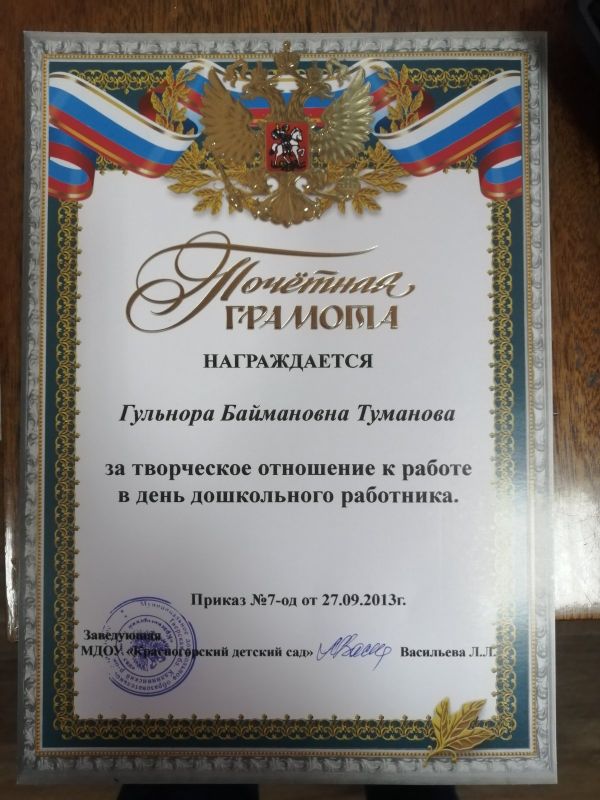 Почётная
ГРАМОТА
НАГРАЖДАЕТСЯ
Гульнора Баймановна Туманова
за творческое отношение к работе
в день дошкольного работника.
Приказ №7-од от 27.09.2013г.
Заведующая
МДОУ «Красногорский детский сад» Васильева Л.Л.